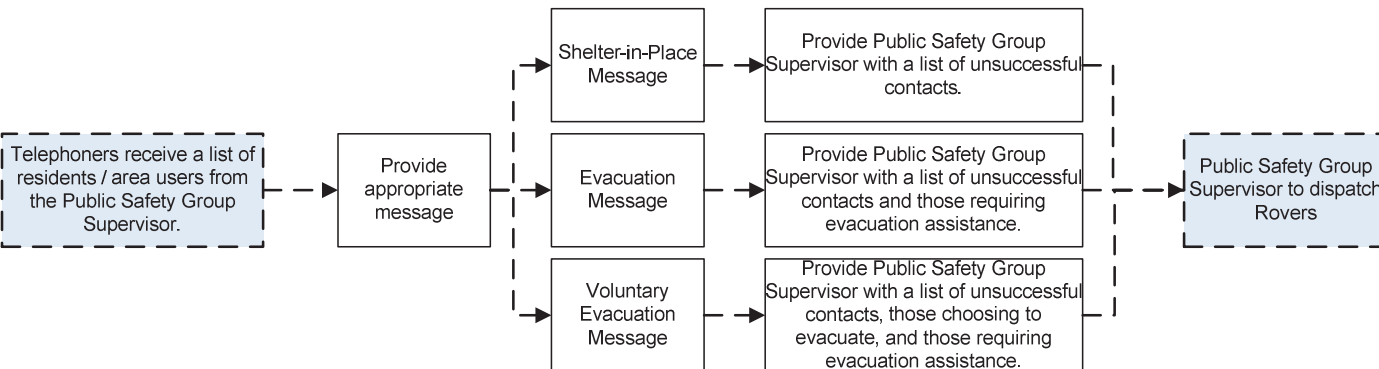 Telephoners receive a list of
residents / area users from
the Public Safety Group
Supervisor.
Provide
appropriate
message
Shelter-in-Place
Message
Provide Public Safety Group
Supervisor with a list of unsuccessful
contacts.
Evacuation
Message
Provide Public Safety Group
Supervisor with a list of unsuccessful
contacts and those requiring
evacuation assistance.
Voluntary
Evacuation
Message
Provide Public Safety Group
Supervisor with a list of unsuccessful
contacts, those choosing to
evacuate, and those requiring
evacuation assistance.
Public Safety Group
Supervisor to dispatch
Rovers